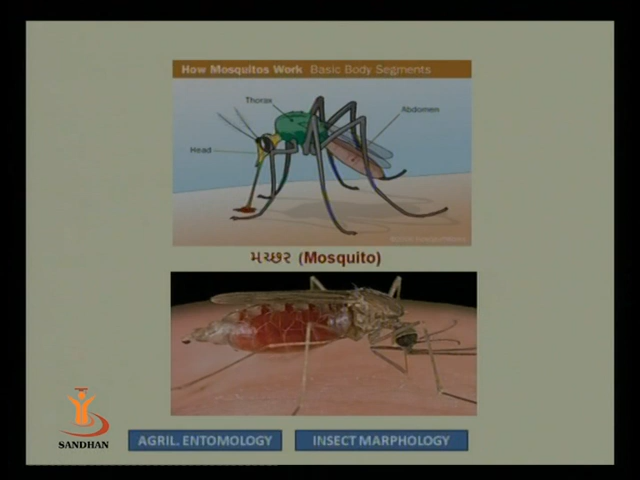 How Mosquitos Work Basic Body Segments
Thorax
Abdomen
Head
મચ્છર (Mosquito)
SANDHAN
AGRIL. ENTOMOLOGY
INSECT MARPHOLOGY